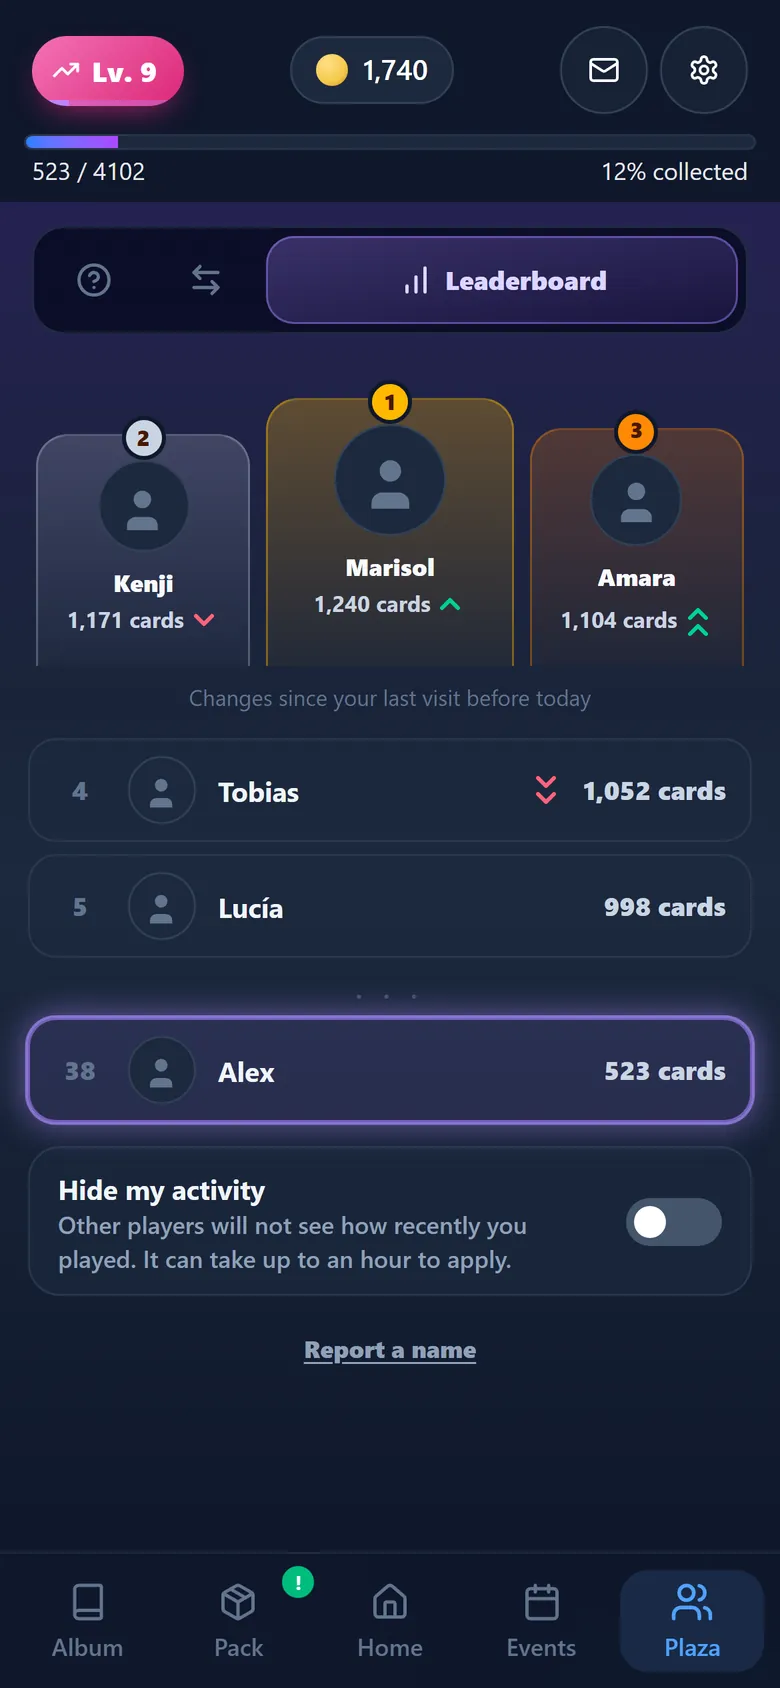 Lv. 9
1,740
523 / 4102
12% collected
Leaderboard
2
Kenji
1,171 cards
1
Marisol
1,240 cards
3
Amara
1,104 cards
Changes since your last visit before today
4 Tobias 1,052 cards
5 Lucía 998 cards
. . .
38 Alex 523 cards
Hide my activity
Other players will not see how recently you
played. It can take up to an hour to apply.
Report a name
!
Album Pack Home Events Plaza